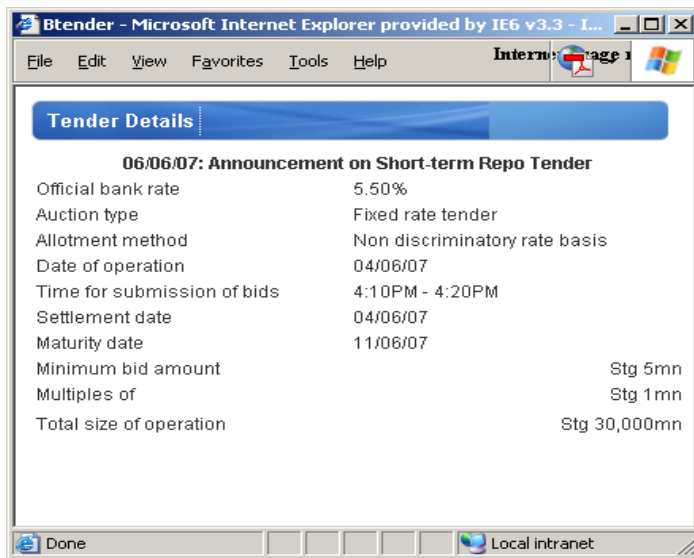 Btender - Microsoft Internet Explorer provided by IE6 v3.3 - I...
File Edit View Favorites Tools Help
Tender Details
06/06/07: Announcement on Short-term Repo Tender
Official bank rate 5.50%
Auction type Fixed rate tender
Allotment method Non discriminatory rate basis
Date of operation 04/06/07
Time for submission of bids 4:10PM - 4:20PM
Settlement date 04/06/07
Maturity date 11/06/07
Minimum bid amount Stg 5mn
Multiples of Stg 1mn
Total size of operation Stg 30,000mn
Done Local intranet